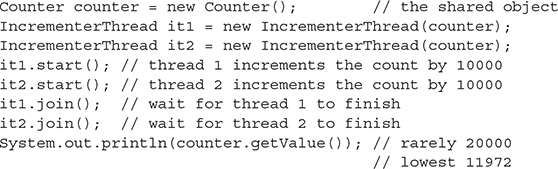 Counter counter = new Counter();        // the shared object
IncrementerThread it1 = new IncrementerThread(counter);
IncrementerThread it2 = new IncrementerThread(counter);
it1.start(); // thread 1 increments the count by 10000
it2.start(); // thread 2 increments the count by 10000
it1.join();  // wait for thread 1 to finish
it2.join();  // wait for thread 2 to finish
System.out.println(counter.getValue()); // rarely 20000
                                        // lowest 11972